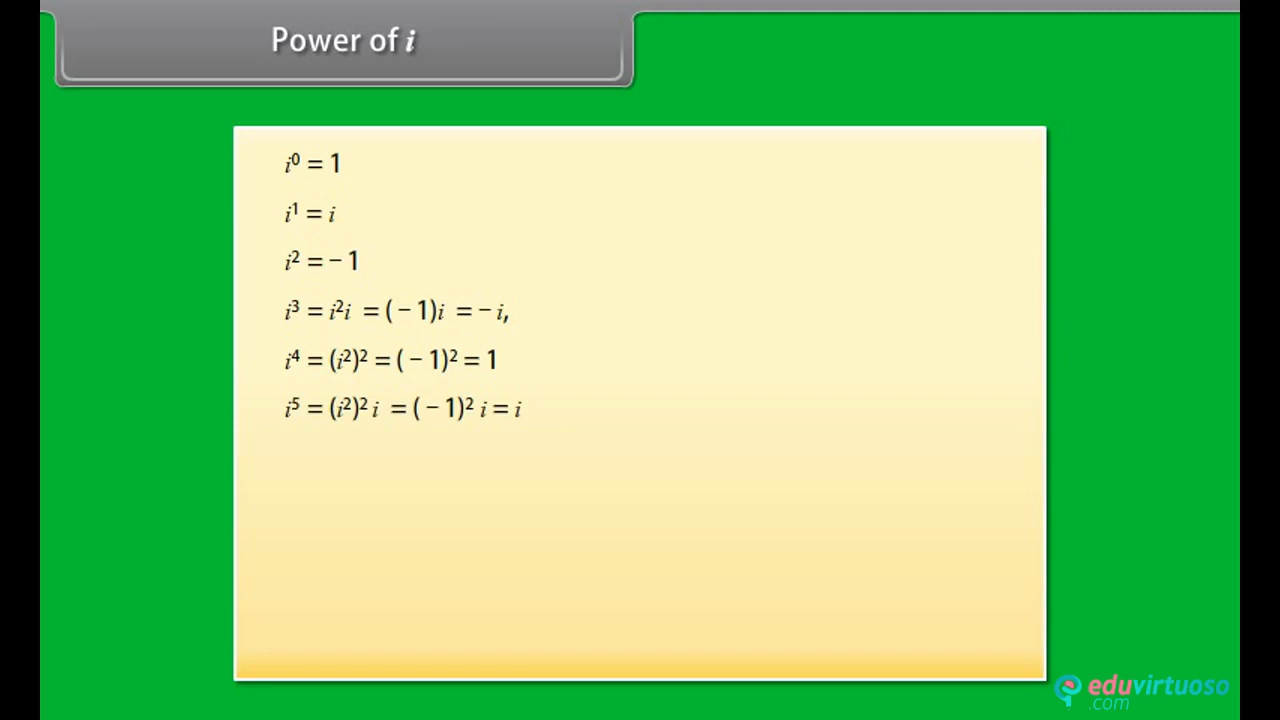 Power of i
i⁰ = 1
i¹ = i
i² = − 1
i³ = i²i = ( − 1)i = − i,
i⁴ = (i²)² = ( − 1)² = 1
i⁵ = (i²)² i = ( − 1)² i = i
eduvirtuoso
.com